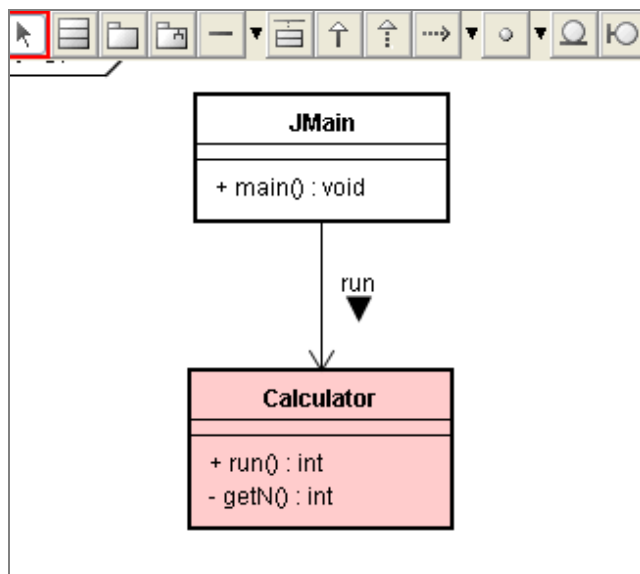 JMain
+ main() : void
run
Calculator
+ run() : int
- getN() : int